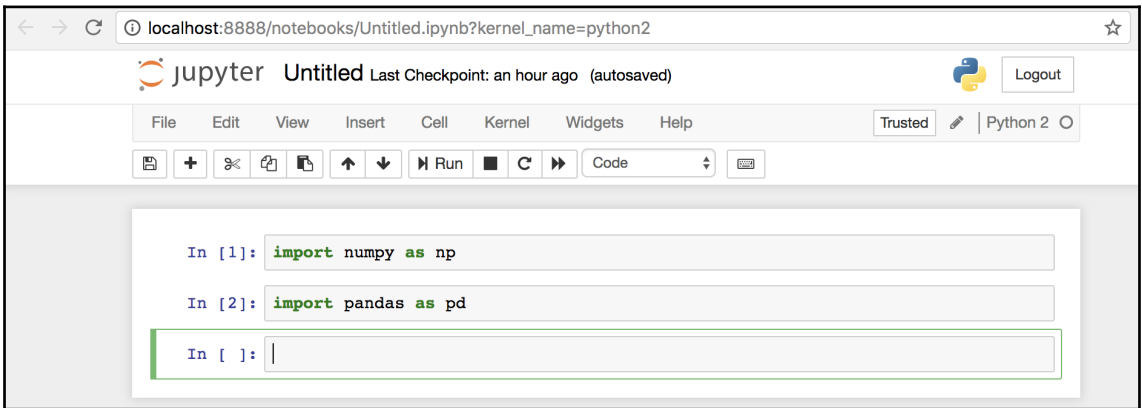 localhost:8888/notebooks/Untitled.ipynb?kernel_name=python2
jupyter Untitled Last Checkpoint: an hour ago (autosaved) Logout
File Edit View Insert Cell Kernel Widgets Help Trusted Python 2
Run Code
In [1]: import numpy as np
In [2]: import pandas as pd
In [ ]: